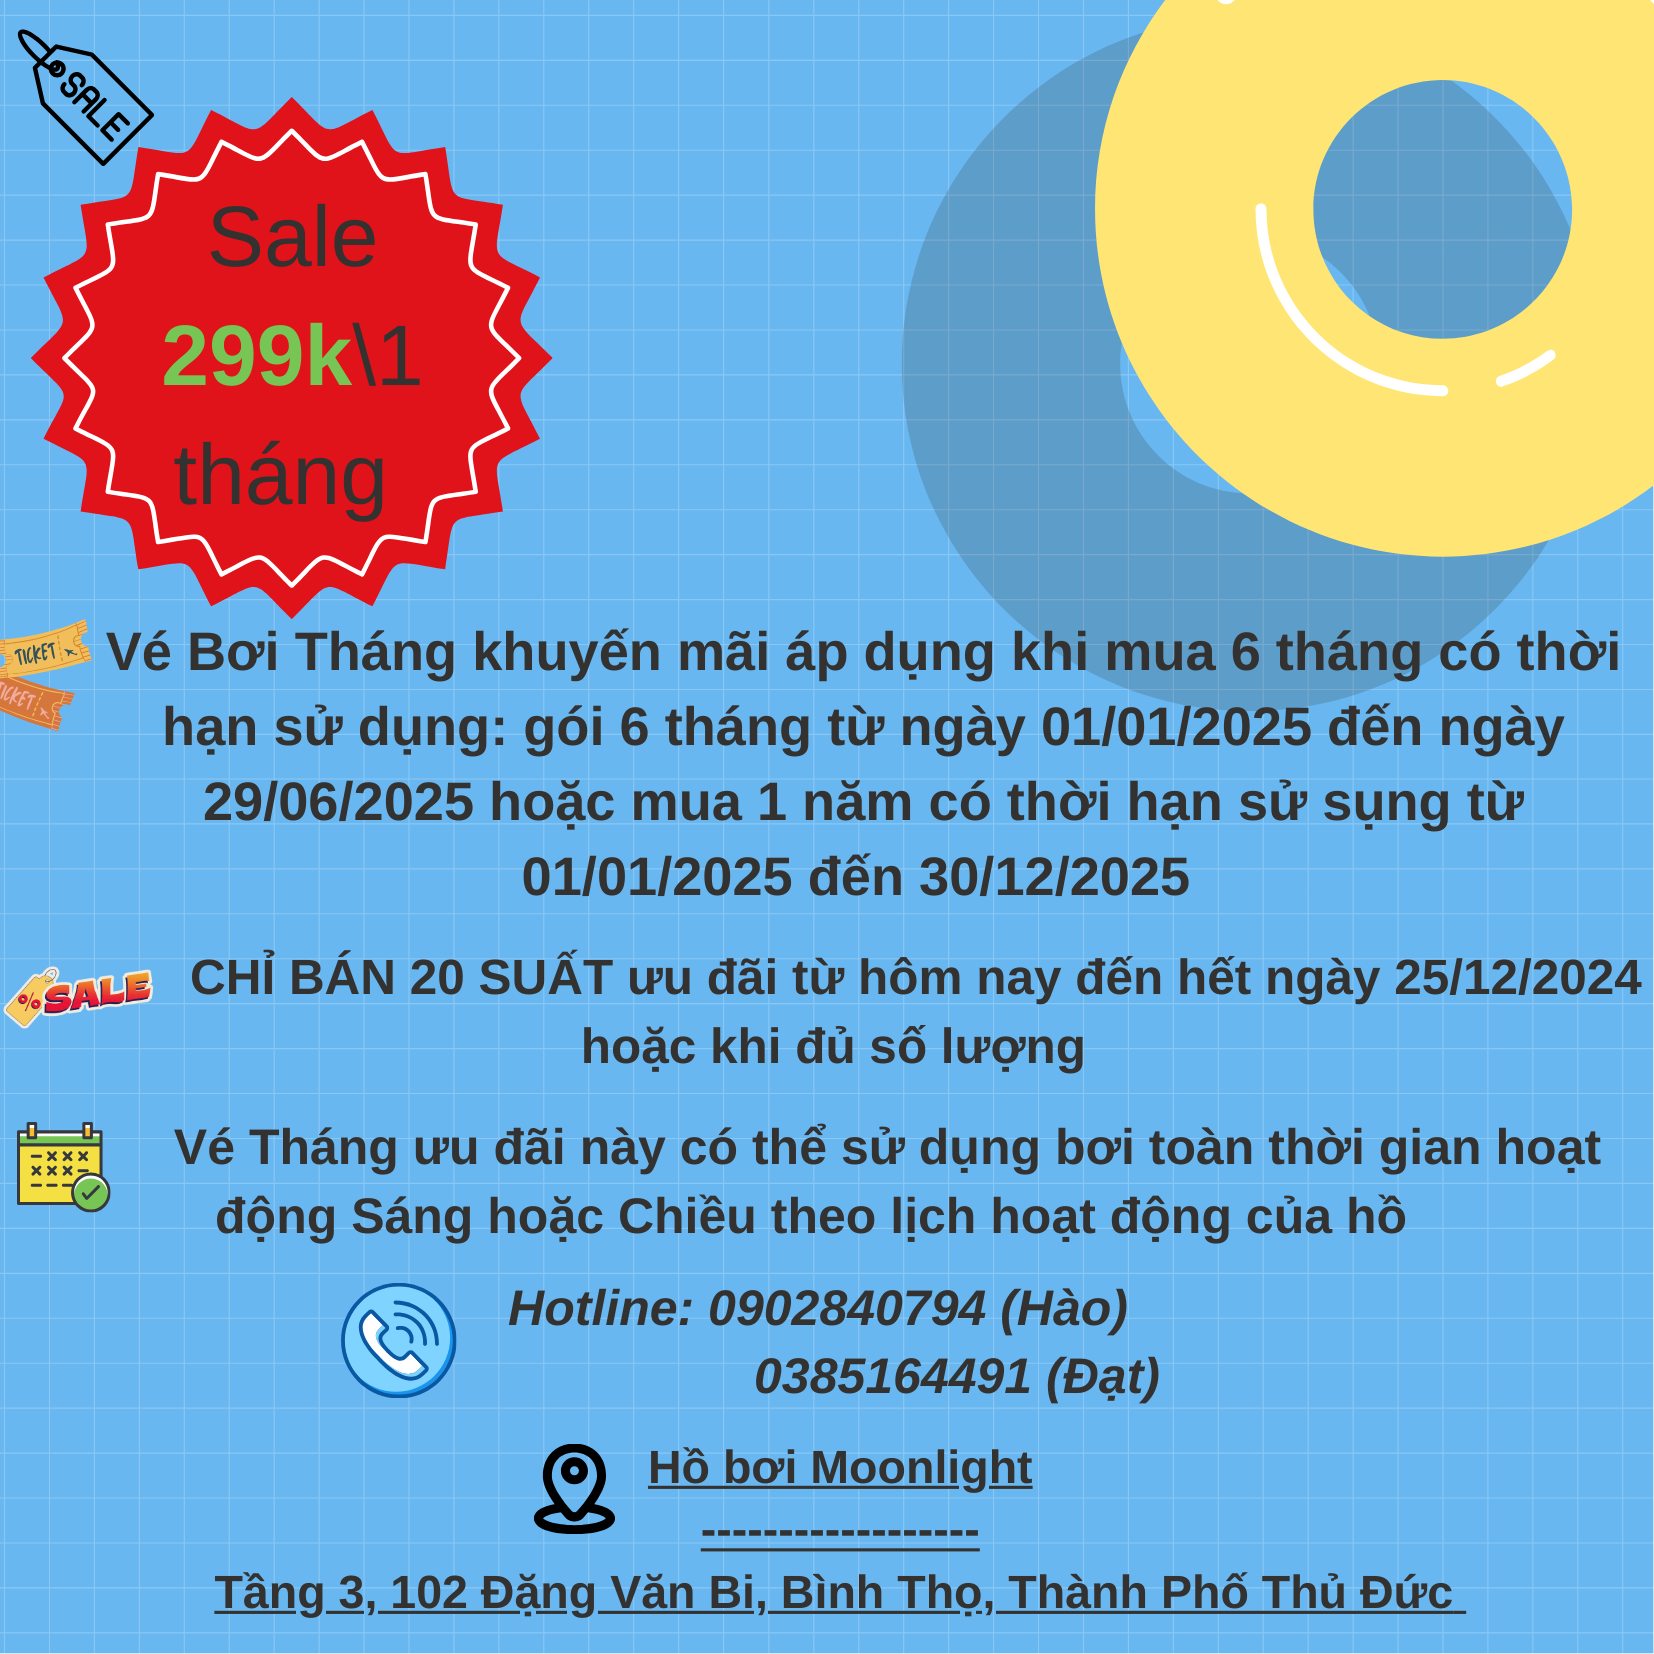 SALE
Sale
299k\1
tháng
TICKET
TICKET
Vé Bơi Tháng khuyến mãi áp dụng khi mua 6 tháng có thời
hạn sử dụng: gói 6 tháng từ ngày 01/01/2025 đến ngày
29/06/2025 hoặc mua 1 năm có thời hạn sử sụng từ
01/01/2025 đến 30/12/2025
% SALE
CHỈ BÁN 20 SUẤT ưu đãi từ hôm nay đến hết ngày 25/12/2024
hoặc khi đủ số lượng
Vé Tháng ưu đãi này có thể sử dụng bơi toàn thời gian hoạt
động Sáng hoặc Chiều theo lịch hoạt động của hồ
Hotline: 0902840794 (Hào)
0385164491 (Đạt)
Hồ bơi Moonlight
------------------
Tầng 3, 102 Đặng Văn Bi, Bình Thọ, Thành Phố Thủ Đức